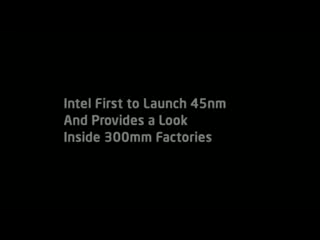 Intel First to Launch 45nm
And Provides a Look
Inside 300mm Factories